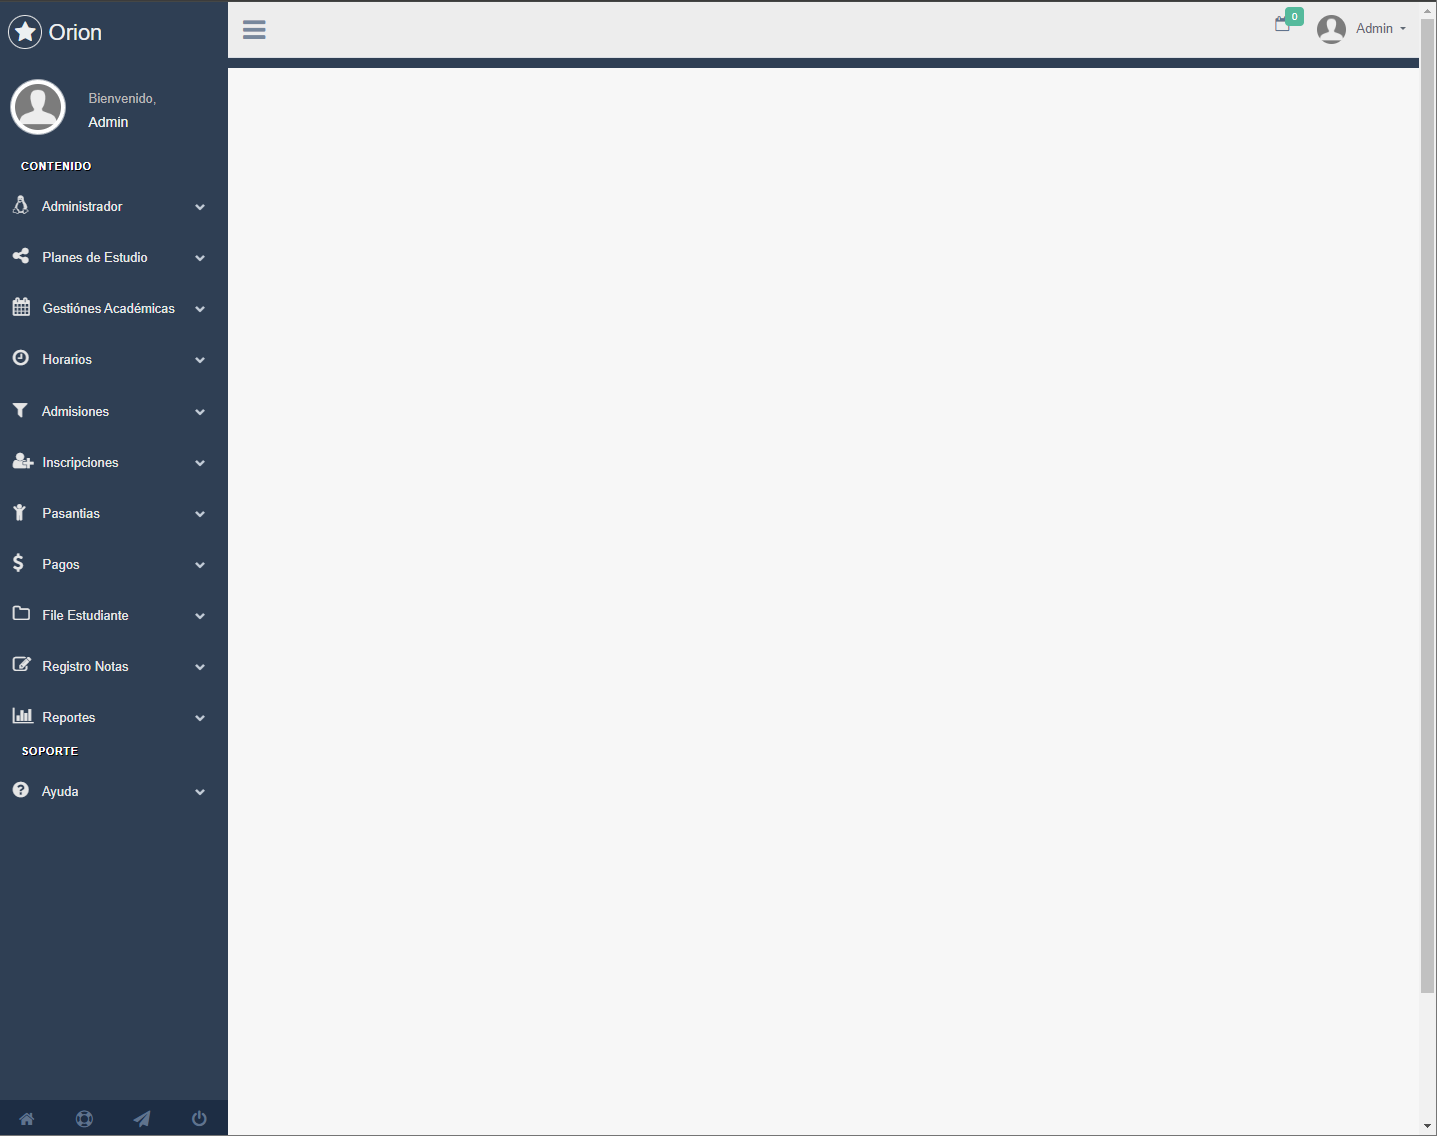 Orion
0
Admin
Bienvenido,
Admin
CONTENIDO
Administrador
Planes de Estudio
Gestiónes Académicas
Horarios
Admisiones
Inscripciones
Pasantias
Pagos
File Estudiante
Registro Notas
Reportes
SOPORTE
Ayuda